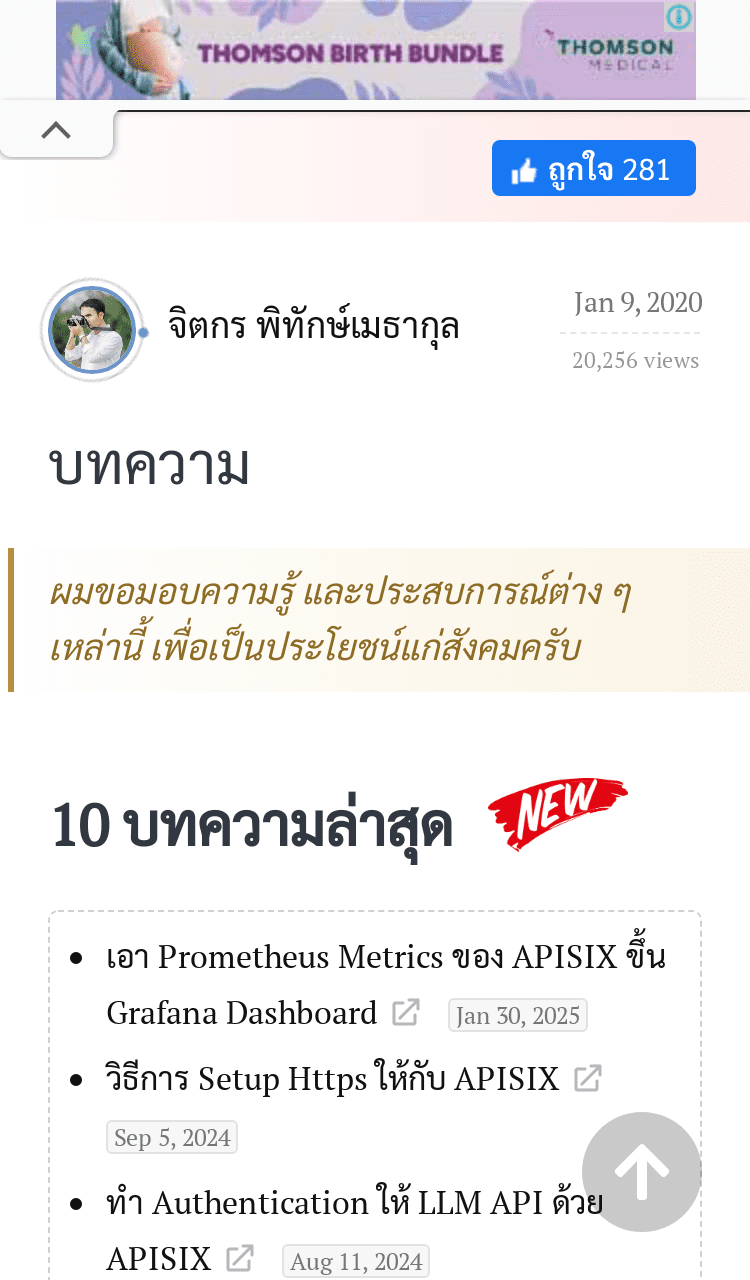 THOMSON BIRTH BUNDLE
THOMSON
MEDICAL
ถูกใจ 281
จิตกร พิทักษ์เมธากุล
Jan 9, 2020
20,256 views
บทความ
ผมขอมอบความรู้ และประสบการณ์ต่าง ๆ
เหล่านี้ เพื่อเป็นประโยชน์แก่สังคมครับ
10 บทความล่าสุด NEW
เอา Prometheus Metrics ของ APISIX ขึ้น
Grafana Dashboard Jan 30, 2025
วิธีการ Setup Https ให้กับ APISIX
Sep 5, 2024
ทำ Authentication ให้ LLM API ด้วย
APISIX Aug 11, 2024